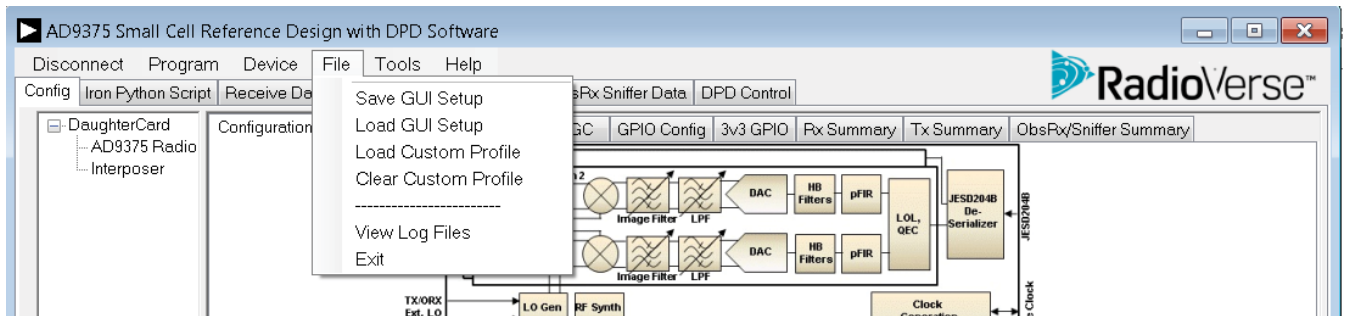 AD9375 Small Cell Reference Design with DPD Software
Disconnect Program Device File Tools Help
RadioVerse™
Config Iron Python Script Receive Da
sRx Sniffer Data DPD Control
Save GUI Setup
Load GUI Setup
Load Custom Profile
Clear Custom Profile
------------------------
View Log Files
Exit
DaughterCard
AD9375 Radio
Interposer
Configuration
GC GPIO Config 3v3 GPIO Rx Summary Tx Summary ObsRx/Sniffer Summary
2
Image Filter LPF
DAC
HB
Filters
pFIR
LOL,
QEC
JESD204B
De-
Serializer
JESD204B
Image Filter LPF
DAC
HB
Filters
pFIR
TX/ORX
Ext. LO
LO Gen
RF Synth
Clock
Generation
e Clock